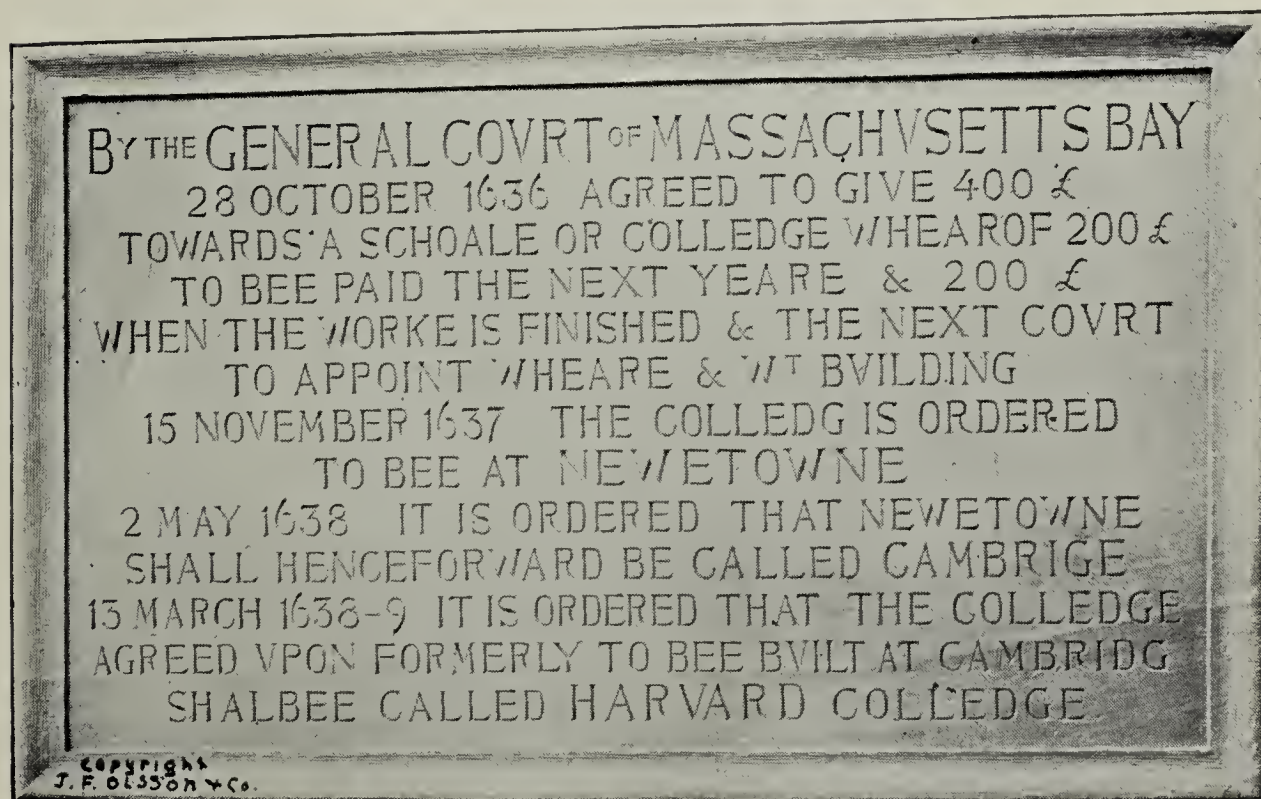 BY THE GENERAL COVRT OF MASSACHVSETTS BAY
28 OCTOBER 1636 AGREED TO GIVE 400 £
TOWARDS A SCHOALE OR COLLEDGE WHEAROF 200 £
TO BEE PAID THE NEXT YEARE & 200 £
WHEN THE WORKE IS FINISHED & THE NEXT COVRT
TO APPOINT WHEARE & WT BVILDING
15 NOVEMBER 1637 THE COLLEDG IS ORDERED
TO BEE AT NEWETOWNE
2 MAY 1638 IT IS ORDERED THAT NEWETOWNE
SHALL HENCEFORWARD BE CALLED CAMBRIGE
13 MARCH 1638-9 IT IS ORDERED THAT THE COLLEDGE
AGREED VPON FORMERLY TO BEE BVILT AT CAMBRIDG
SHALBEE CALLED HARVARD COLLEDGE
Copyright
J. F. OLSSON & Co.